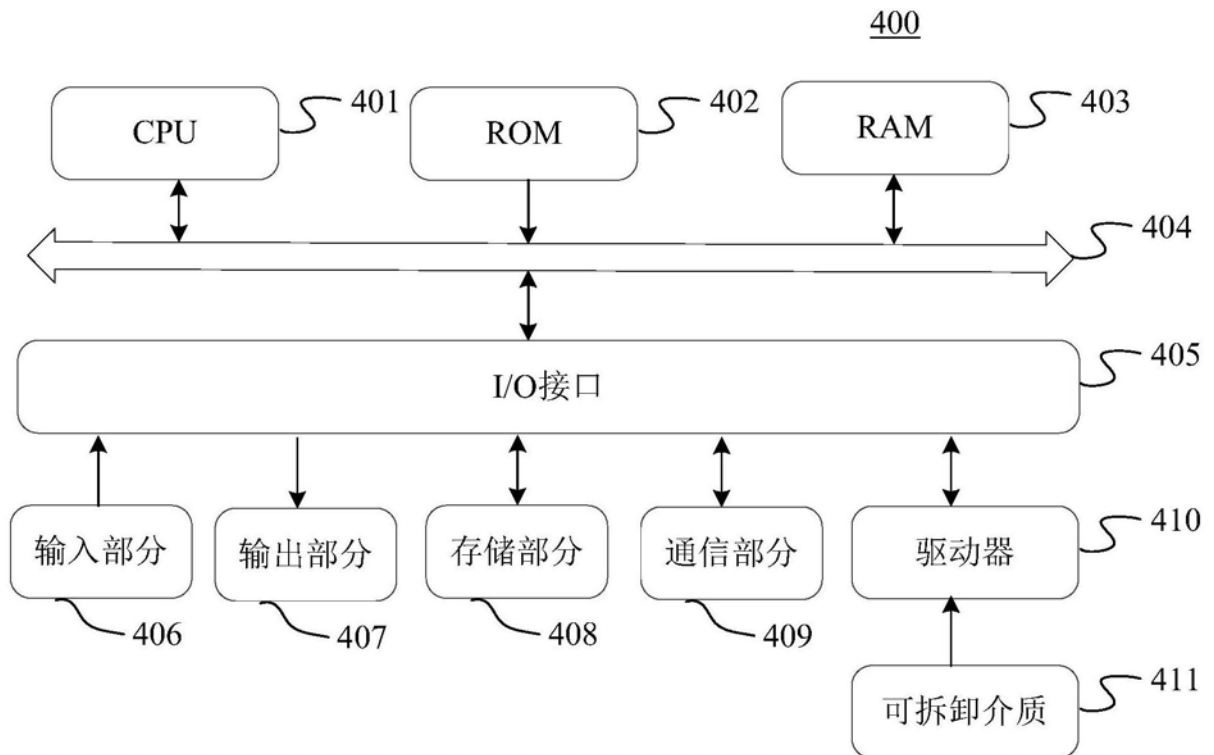 400
CPU
401
ROM
402
RAM
403
404
I/O接口
405
输入部分
输出部分
存储部分
通信部分
驱动器
410
406
407
408
409
可拆卸介质
411